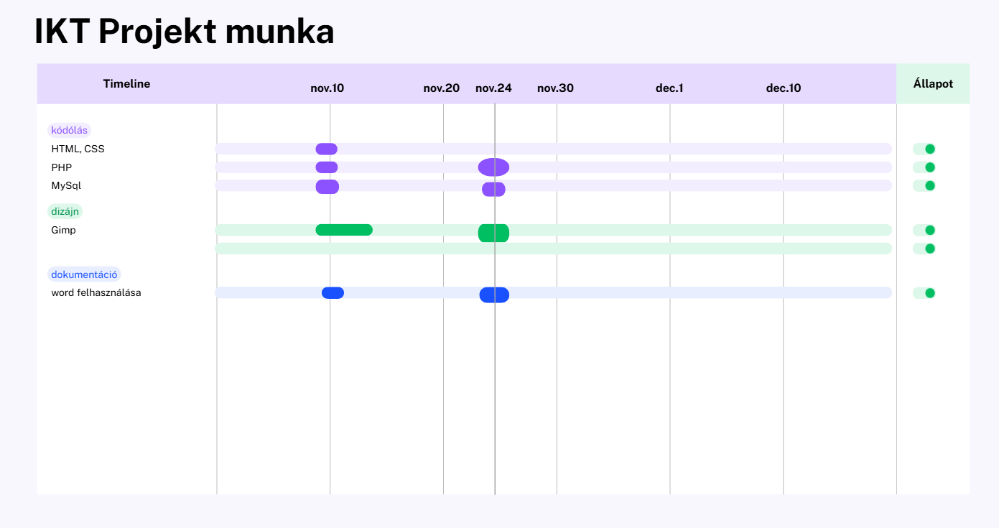 IKT Projekt munka
Timeline
nov.10
nov.20
nov.24
nov.30
dec.1
dec.10
Állapot
kódólás
HTML, CSS
PHP
MySql
dizájn
Gimp
dokumentáció
word felhasználása